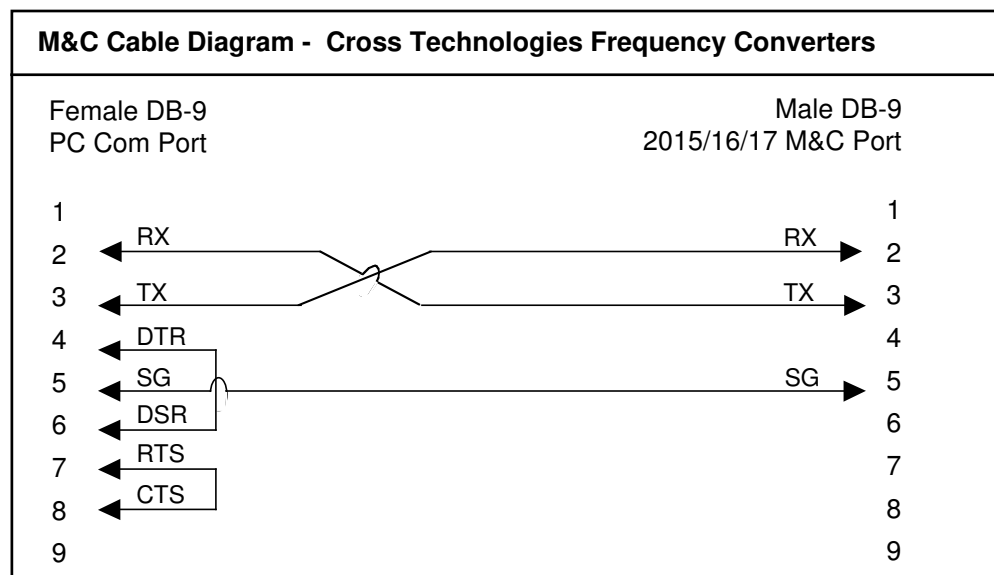 M&C Cable Diagram - Cross Technologies Frequency Converters
Female DB-9
PC Com Port
Male DB-9
2015/16/17 M&C Port
1 1
2 RX RX 2
3 TX TX 3
4 DTR 4
5 SG SG 5
6 DSR 6
7 RTS 7
8 CTS 8
9 9